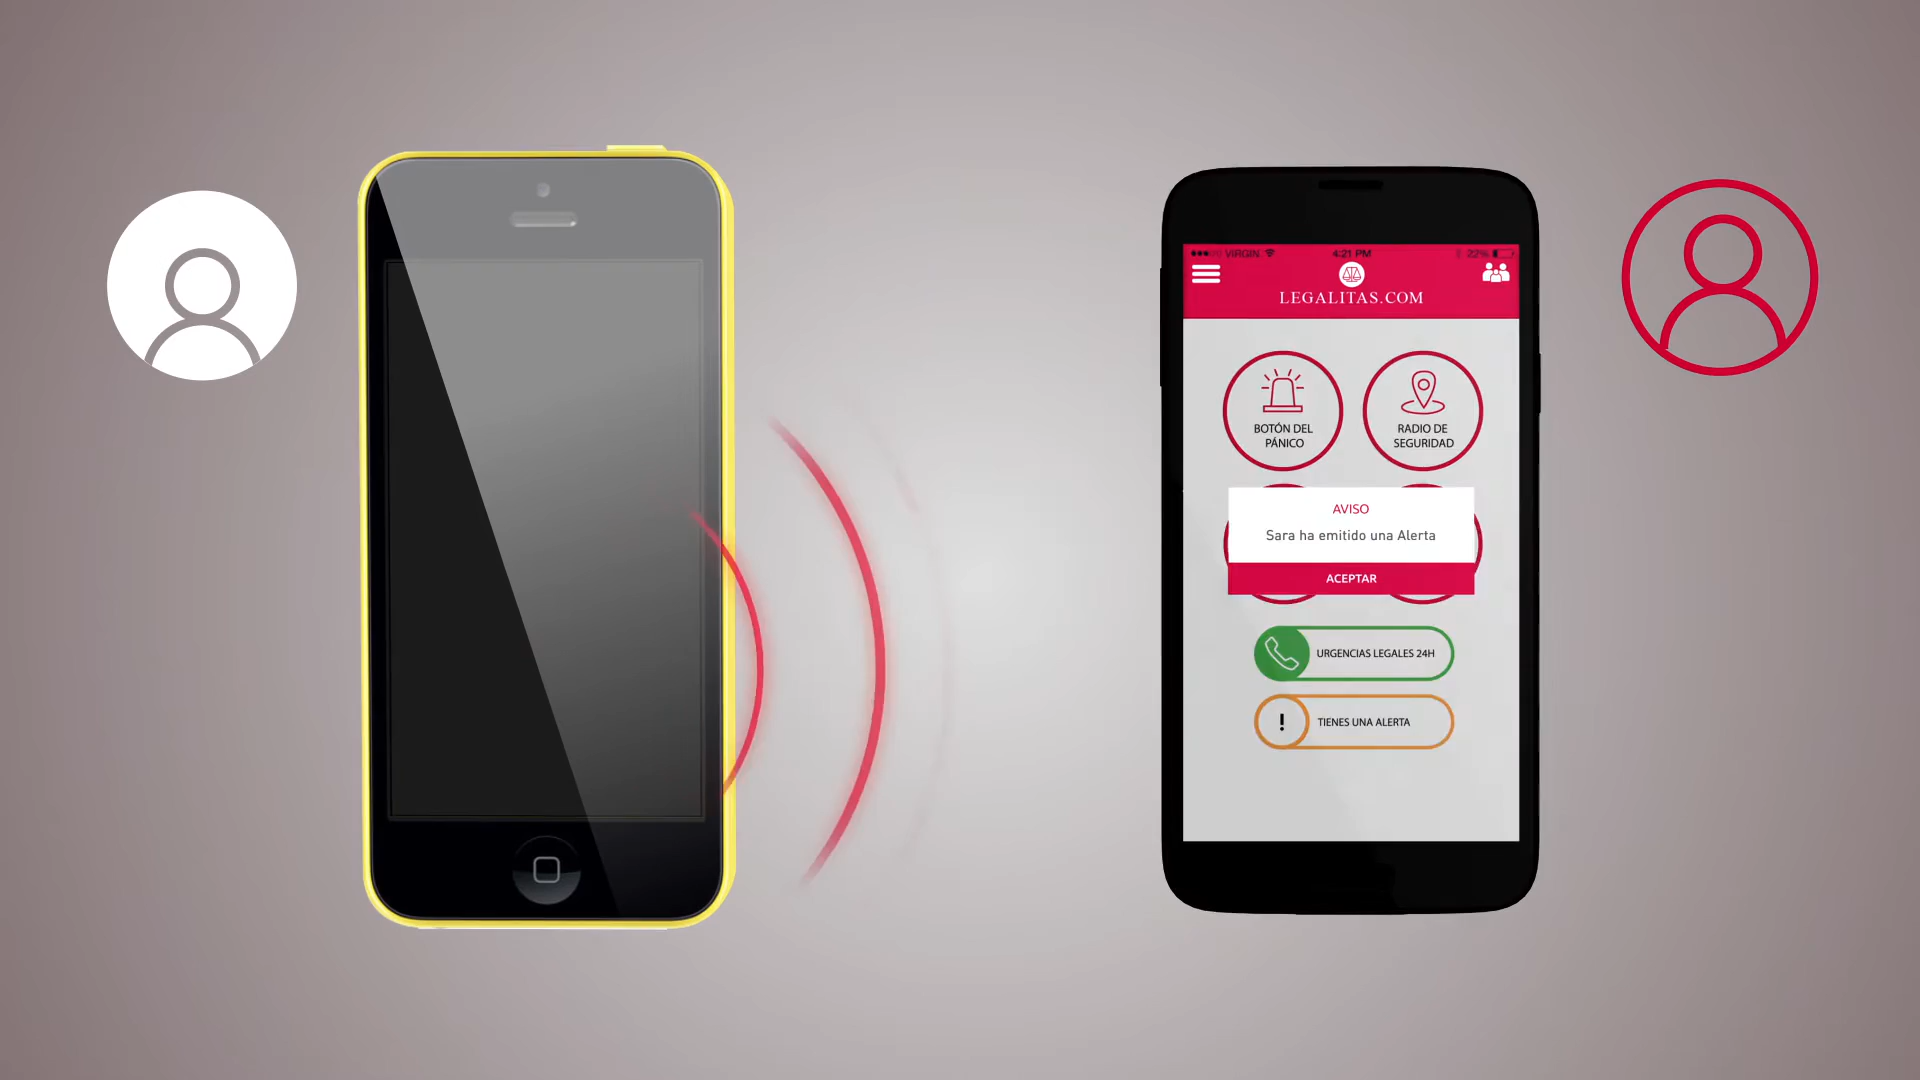 VIRGIN
4:21 PM
22%
LEGALITAS.COM
BOTÓN DEL
PÁNICO
RADIO DE
SEGURIDAD
AVISO
Sara ha emitido una Alerta
ACEPTAR
URGENCIAS LEGALES 24H
! TIENES UNA ALERTA